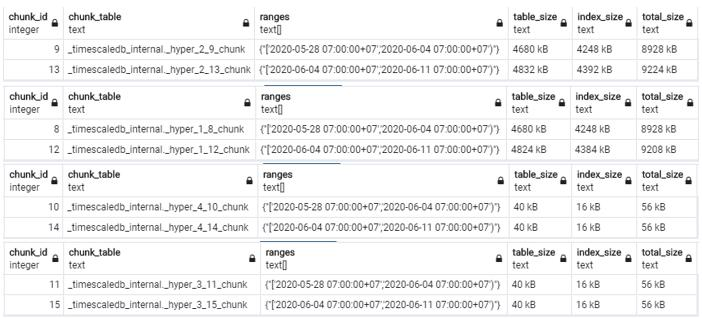 chunk_id chunk_table ranges table_size index_size total_size
integer text text[] text text text
9 _timescaledb_internal._hyper_2_9_chunk {"['2020-05-28 07:00:00+07','2020-06-04 07:00:00+07')"} 4680 kB 4248 kB 8928 kB
13 _timescaledb_internal._hyper_2_13_chunk {"['2020-06-04 07:00:00+07','2020-06-11 07:00:00+07')"} 4832 kB 4392 kB 9224 kB
chunk_id chunk_table ranges table_size index_size total_size
integer text text[] text text text
8 _timescaledb_internal._hyper_1_8_chunk {"['2020-05-28 07:00:00+07','2020-06-04 07:00:00+07')"} 4680 kB 4248 kB 8928 kB
12 _timescaledb_internal._hyper_1_12_chunk {"['2020-06-04 07:00:00+07','2020-06-11 07:00:00+07')"} 4824 kB 4384 kB 9208 kB
chunk_id chunk_table ranges table_size index_size total_size
integer text text[] text text text
10 _timescaledb_internal._hyper_4_10_chunk {"['2020-05-28 07:00:00+07','2020-06-04 07:00:00+07')"} 40 kB 16 kB 56 kB
14 _timescaledb_internal._hyper_4_14_chunk {"['2020-06-04 07:00:00+07','2020-06-11 07:00:00+07')"} 40 kB 16 kB 56 kB
chunk_id chunk_table ranges table_size index_size total_size
integer text text[] text text text
11 _timescaledb_internal._hyper_3_11_chunk {"['2020-05-28 07:00:00+07','2020-06-04 07:00:00+07')"} 40 kB 16 kB 56 kB
15 _timescaledb_internal._hyper_3_15_chunk {"['2020-06-04 07:00:00+07','2020-06-11 07:00:00+07')"} 40 kB 16 kB 56 kB